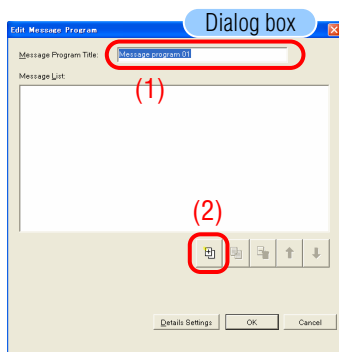 Dialog box
Edit Message Program
Message Program Title: Message program 01
(1)
Message List:
(2)
Details Settings OK Cancel